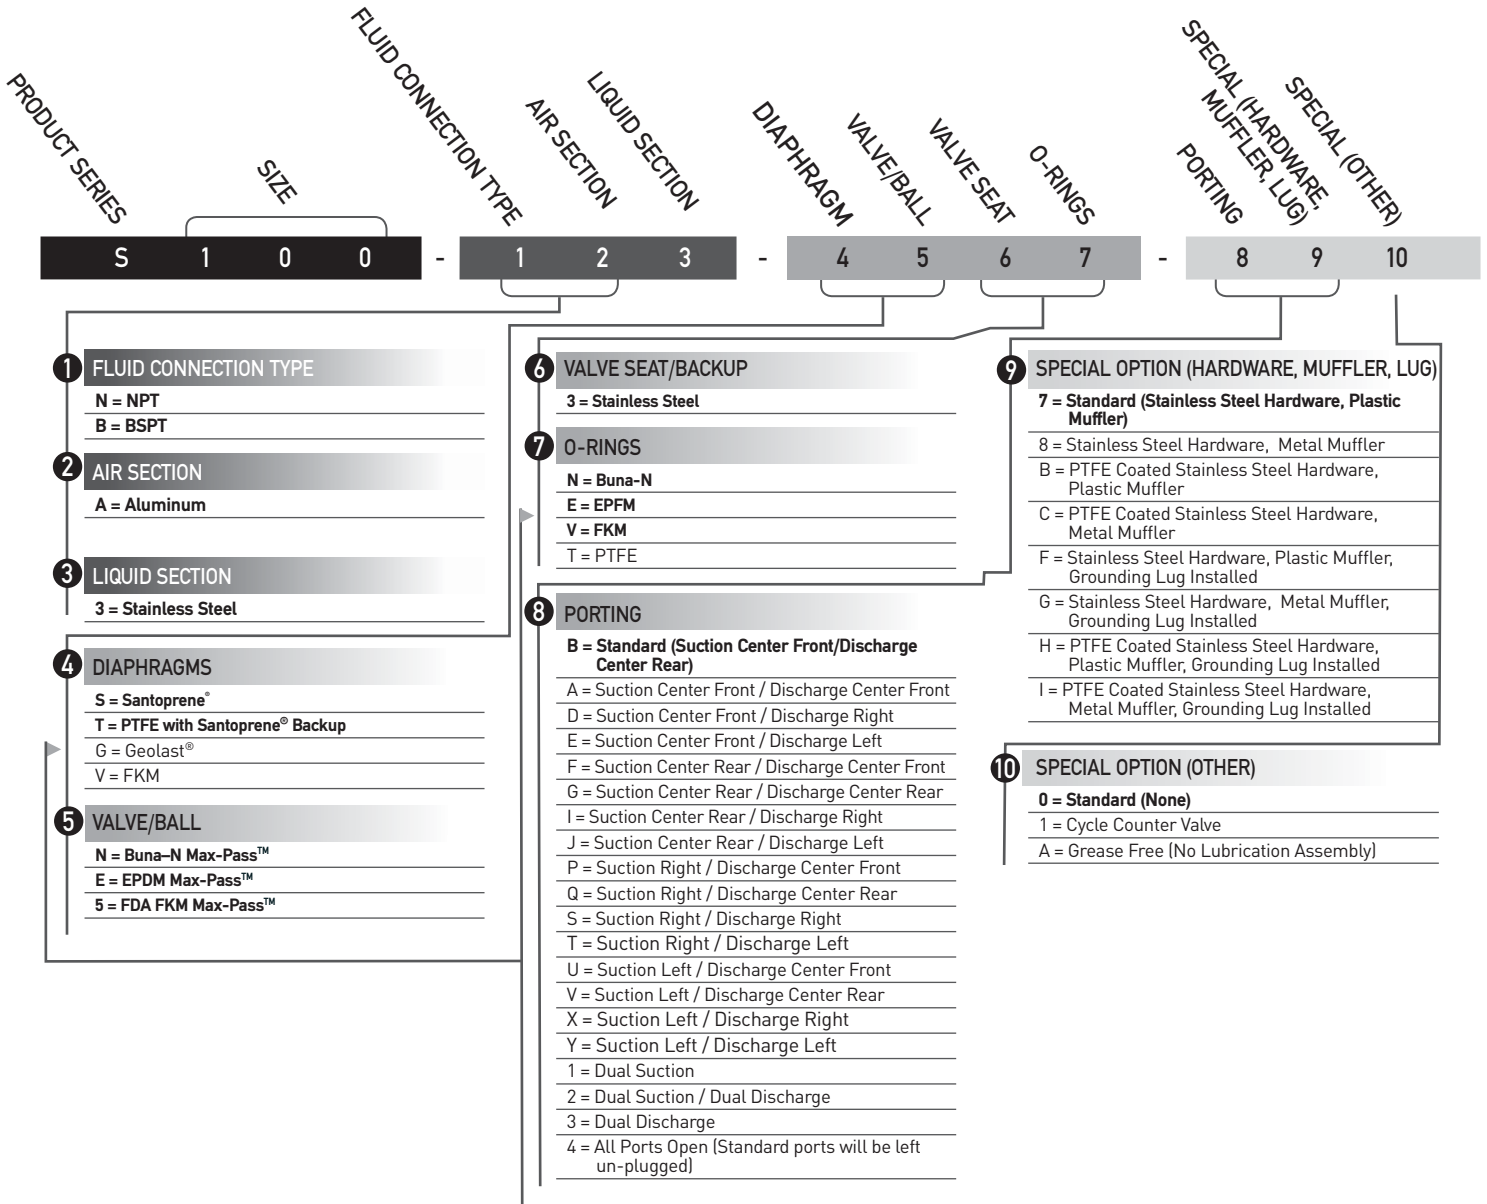 PRODUCT SERIES
SIZE
FLUID CONNECTION TYPE
AIR SECTION
LIQUID SECTION
DIAPHRAGM
VALVE/BALL
VALVE SEAT
O-RINGS
PORTING
SPECIAL (HARDWARE,
MUFFLER, LUG)
SPECIAL (OTHER)
S 1 0 0 - 1 2 3 - 4 5 6 7 - 8 9 10
1 FLUID CONNECTION TYPE
N = NPT
B = BSPT
2 AIR SECTION
A = Aluminum
3 LIQUID SECTION
3 = Stainless Steel
4 DIAPHRAGMS
S = Santoprene®
T = PTFE with Santoprene® Backup
G = Geolast®
V = FKM
5 VALVE/BALL
N = Buna–N Max-Pass™
E = EPDM Max-Pass™
5 = FDA FKM Max-Pass™
6 VALVE SEAT/BACKUP
3 = Stainless Steel
7 O-RINGS
N = Buna-N
E = EPFM
V = FKM
T = PTFE
8 PORTING
B = Standard (Suction Center Front/Discharge
Center Rear)
A = Suction Center Front / Discharge Center Front
D = Suction Center Front / Discharge Right
E = Suction Center Front / Discharge Left
F = Suction Center Rear / Discharge Center Front
G = Suction Center Rear / Discharge Center Rear
I = Suction Center Rear / Discharge Right
J = Suction Center Rear / Discharge Left
P = Suction Right / Discharge Center Front
Q = Suction Right / Discharge Center Rear
S = Suction Right / Discharge Right
T = Suction Right / Discharge Left
U = Suction Left / Discharge Center Front
V = Suction Left / Discharge Center Rear
X = Suction Left / Discharge Right
Y = Suction Left / Discharge Left
1 = Dual Suction
2 = Dual Suction / Dual Discharge
3 = Dual Discharge
4 = All Ports Open (Standard ports will be left
un-plugged)
9 SPECIAL OPTION (HARDWARE, MUFFLER, LUG)
7 = Standard (Stainless Steel Hardware, Plastic
Muffler)
8 = Stainless Steel Hardware, Metal Muffler
B = PTFE Coated Stainless Steel Hardware,
Plastic Muffler
C = PTFE Coated Stainless Steel Hardware,
Metal Muffler
F = Stainless Steel Hardware, Plastic Muffler,
Grounding Lug Installed
G = Stainless Steel Hardware, Metal Muffler,
Grounding Lug Installed
H = PTFE Coated Stainless Steel Hardware,
Plastic Muffler, Grounding Lug Installed
I = PTFE Coated Stainless Steel Hardware,
Metal Muffler, Grounding Lug Installed
10 SPECIAL OPTION (OTHER)
0 = Standard (None)
1 = Cycle Counter Valve
A = Grease Free (No Lubrication Assembly)